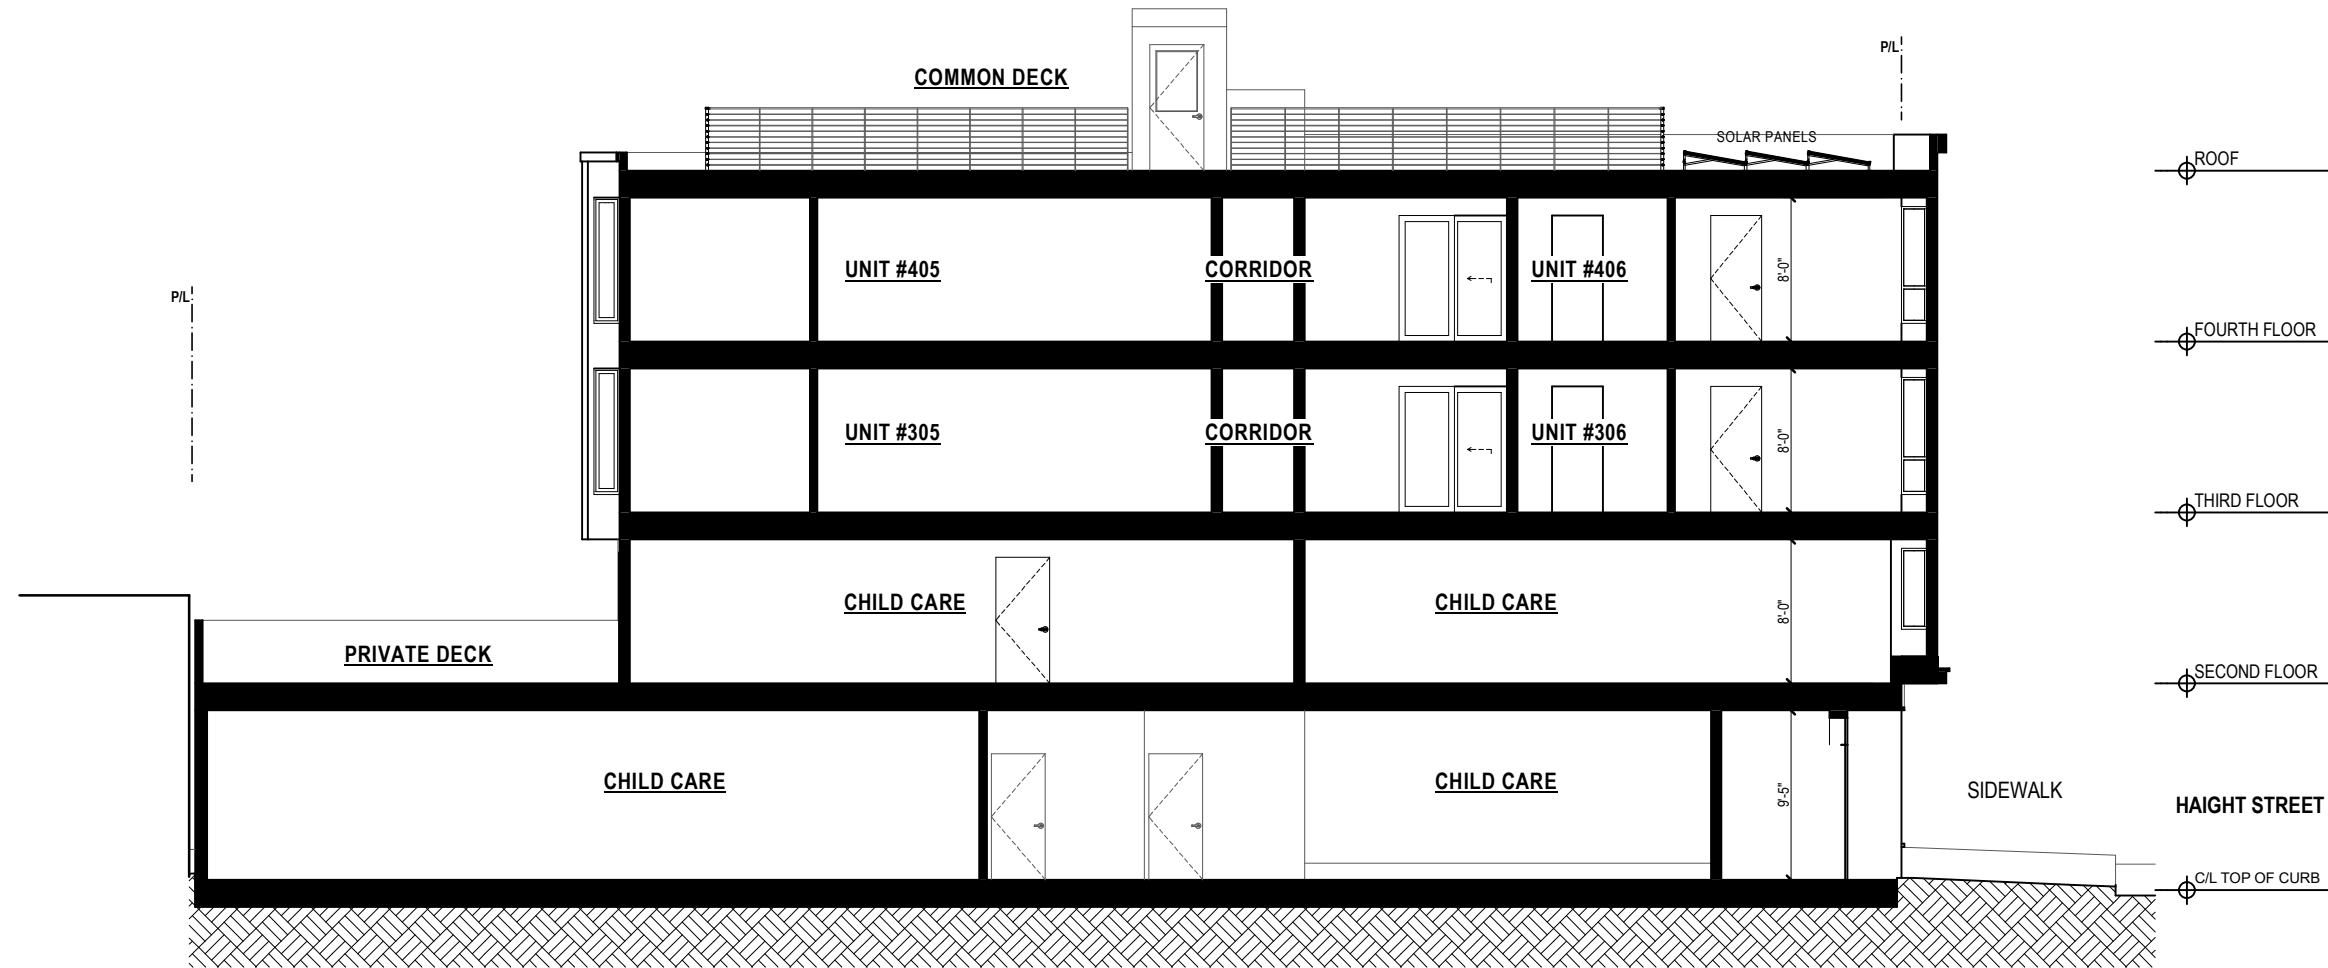 P/L
COMMON DECK
SOLAR PANELS
ROOF
UNIT #405
CORRIDOR
UNIT #406
8'-0"
P/L
FOURTH FLOOR
UNIT #305
CORRIDOR
UNIT #306
8'-0"
THIRD FLOOR
CHILD CARE
CHILD CARE
8'-0"
PRIVATE DECK
SECOND FLOOR
CHILD CARE
CHILD CARE
9'-5"
SIDEWALK
HAIGHT STREET
C/L TOP OF CURB